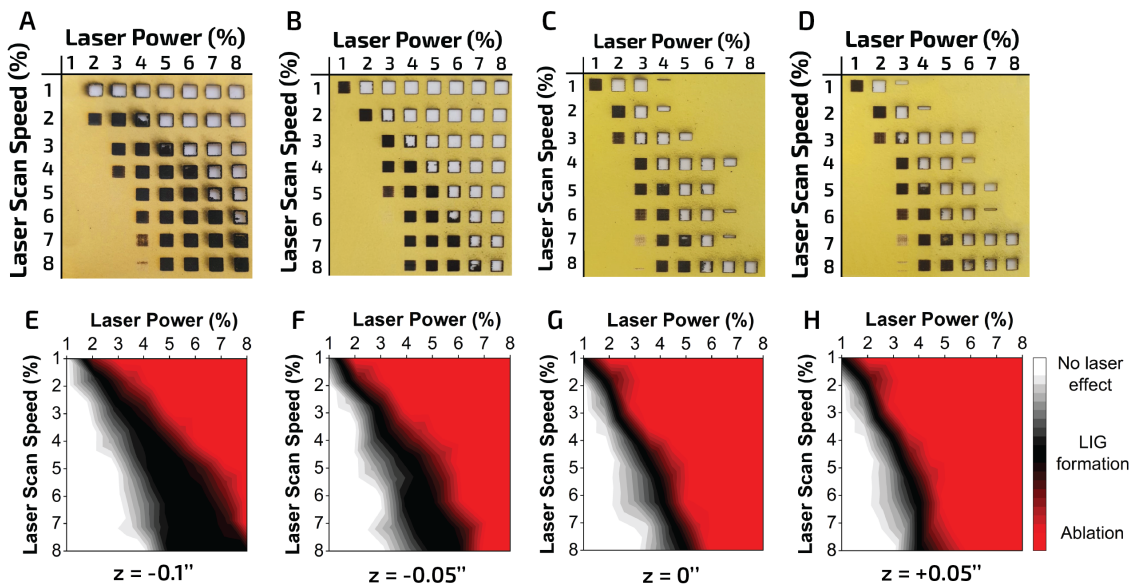 A
Laser Power (%)
1 2 3 4 5 6 7 8
Laser Scan Speed (%)
1
2
3
4
5
6
7
8
B
Laser Power (%)
1 2 3 4 5 6 7 8
Laser Scan Speed (%)
1
2
3
4
5
6
7
8
C
Laser Power (%)
1 2 3 4 5 6 7 8
Laser Scan Speed (%)
1
2
3
4
5
6
7
8
D
Laser Power (%)
1 2 3 4 5 6 7 8
Laser Scan Speed (%)
1
2
3
4
5
6
7
8
E
Laser Power (%)
1 2 3 4 5 6 7 8
Laser Scan Speed (%)
1
2
3
4
5
6
7
8
z = -0.1"
F
Laser Power (%)
1 2 3 4 5 6 7 8
Laser Scan Speed (%)
1
2
3
4
5
6
7
8
z = -0.05"
G
Laser Power (%)
1 2 3 4 5 6 7 8
Laser Scan Speed (%)
1
2
3
4
5
6
7
8
z = 0"
H
Laser Power (%)
1 2 3 4 5 6 7 8
Laser Scan Speed (%)
1
2
3
4
5
6
7
8
z = +0.05"
No laser
effect
LIG
formation
Ablation